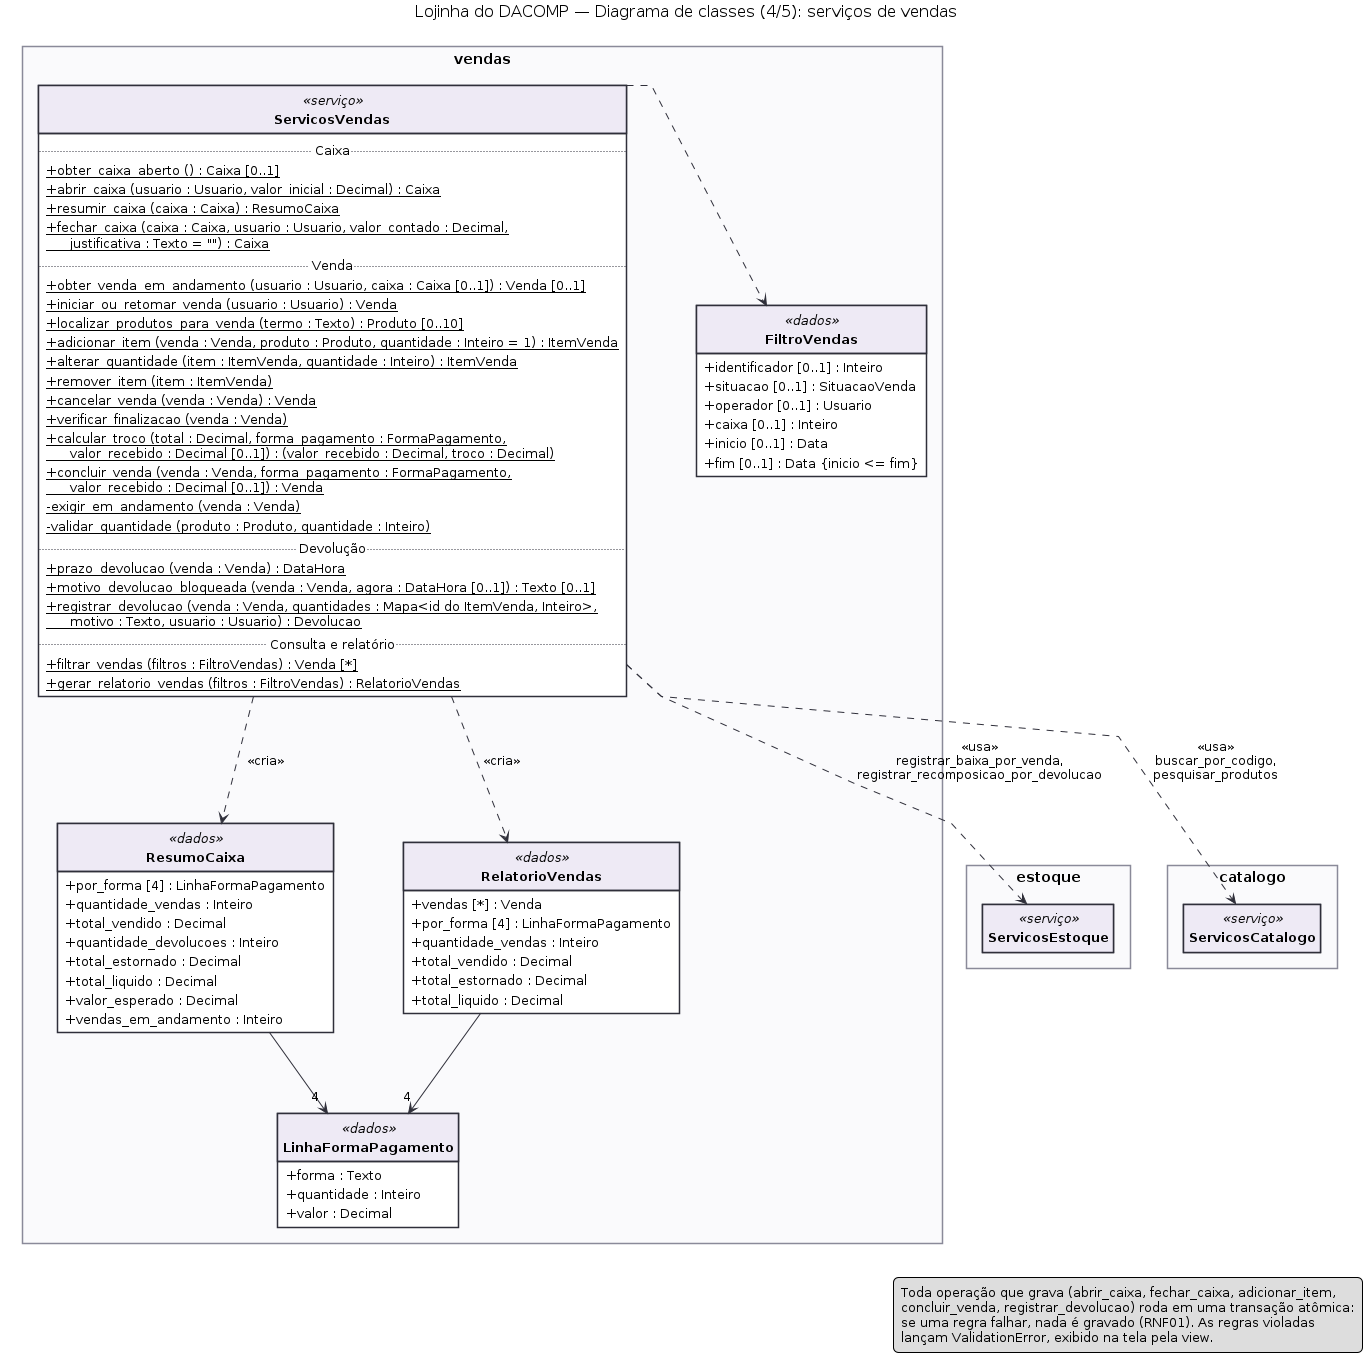 Lojinha do DACOMP — Diagrama de classes (4/5): serviços de vendas
vendas
«serviço»
ServicosVendas
Caixa
+obter_caixa_aberto () : Caixa [0..1]
+abrir_caixa (usuario : Usuario, valor_inicial : Decimal) : Caixa
+resumir_caixa (caixa : Caixa) : ResumoCaixa
+fechar_caixa (caixa : Caixa, usuario : Usuario, valor_contado : Decimal,
justificativa : Texto = "") : Caixa
Venda
+obter_venda_em_andamento (usuario : Usuario, caixa : Caixa [0..1]) : Venda [0..1]
+iniciar_ou_retomar_venda (usuario : Usuario) : Venda
+localizar_produtos_para_venda (termo : Texto) : Produto [0..10]
+adicionar_item (venda : Venda, produto : Produto, quantidade : Inteiro = 1) : ItemVenda
+alterar_quantidade (item : ItemVenda, quantidade : Inteiro) : ItemVenda
+remover_item (item : ItemVenda)
+cancelar_venda (venda : Venda) : Venda
+verificar_finalizacao (venda : Venda)
+calcular_troco (total : Decimal, forma_pagamento : FormaPagamento,
valor_recebido : Decimal [0..1]) : (valor_recebido : Decimal, troco : Decimal)
+concluir_venda (venda : Venda, forma_pagamento : FormaPagamento,
valor_recebido : Decimal [0..1]) : Venda
-exigir_em_andamento (venda : Venda)
-validar_quantidade (produto : Produto, quantidade : Inteiro)
Devolução
+prazo_devolucao (venda : Venda) : DataHora
+motivo_devolucao_bloqueada (venda : Venda, agora : DataHora [0..1]) : Texto [0..1]
+registrar_devolucao (venda : Venda, quantidades : Mapa<id do ItemVenda, Inteiro>,
motivo : Texto, usuario : Usuario) : Devolucao
Consulta e relatório
+filtrar_vendas (filtros : FiltroVendas) : Venda [*]
+gerar_relatorio_vendas (filtros : FiltroVendas) : RelatorioVendas
«dados»
FiltroVendas
+identificador [0..1] : Inteiro
+situacao [0..1] : SituacaoVenda
+operador [0..1] : Usuario
+caixa [0..1] : Inteiro
+inicio [0..1] : Data
+fim [0..1] : Data {inicio <= fim}
«cria»
«cria»
«usa»
registrar_baixa_por_venda,
registrar_recomposicao_por_devolucao
«usa»
buscar_por_codigo,
pesquisar_produtos
«dados»
ResumoCaixa
+por_forma [4] : LinhaFormaPagamento
+quantidade_vendas : Inteiro
+total_vendido : Decimal
+quantidade_devolucoes : Inteiro
+total_estornado : Decimal
+total_liquido : Decimal
+valor_esperado : Decimal
+vendas_em_andamento : Inteiro
«dados»
RelatorioVendas
+vendas [*] : Venda
+por_forma [4] : LinhaFormaPagamento
+quantidade_vendas : Inteiro
+total_vendido : Decimal
+total_estornado : Decimal
+total_liquido : Decimal
estoque
«serviço»
ServicosEstoque
catalogo
«serviço»
ServicosCatalogo
4
4
«dados»
LinhaFormaPagamento
+forma : Texto
+quantidade : Inteiro
+valor : Decimal
Toda operação que grava (abrir_caixa, fechar_caixa, adicionar_item,
concluir_venda, registrar_devolucao) roda em uma transação atômica:
se uma regra falhar, nada é gravado (RNF01). As regras violadas
lançam ValidationError, exibido na tela pela view.